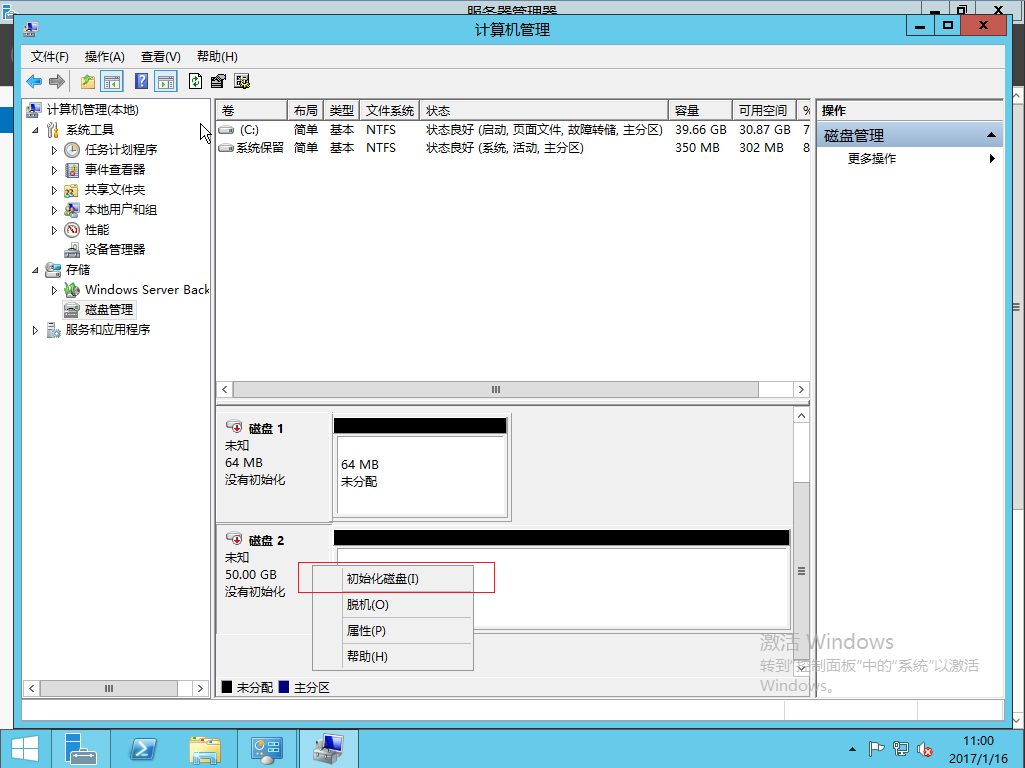 服务器管理器
计算机管理
文件(F) 操作(A) 查看(V) 帮助(H)
计算机管理(本地)
系统工具
任务计划程序
事件查看器
共享文件夹
本地用户和组
性能
设备管理器
存储
Windows Server Back
磁盘管理
服务和应用程序
卷 布局 类型 文件系统 状态 容量 可用空间 %
(C:) 简单 基本 NTFS 状态良好 (启动, 页面文件, 故障转储, 主分区) 39.66 GB 30.87 GB 7
系统保留 简单 基本 NTFS 状态良好 (系统, 活动, 主分区) 350 MB 302 MB 8
操作
磁盘管理
更多操作
磁盘 1
未知
64 MB
没有初始化
64 MB
未分配
磁盘 2
未知
50.00 GB
没有初始化
初始化磁盘(I)
脱机(O)
属性(P)
帮助(H)
未分配 主分区
激活 Windows
转到"控制面板"中的"系统"以激活
Windows。
11:00
2017/1/16